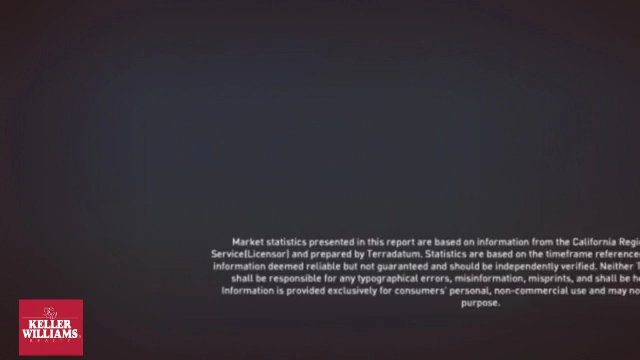 Market statistics presented in this report are based on information from the California
Service(Licensor) and prepared by Terradatum. Statistics are based on the timeframe
information deemed reliable but not guaranteed and should be independently verified. Neither
shall be responsible for any typographical errors, misinformation, misprints, and shall be
Information is provided exclusively for consumers' personal, non-commercial use and may
purpose.
KELLER
WILLIAMS
REALTY